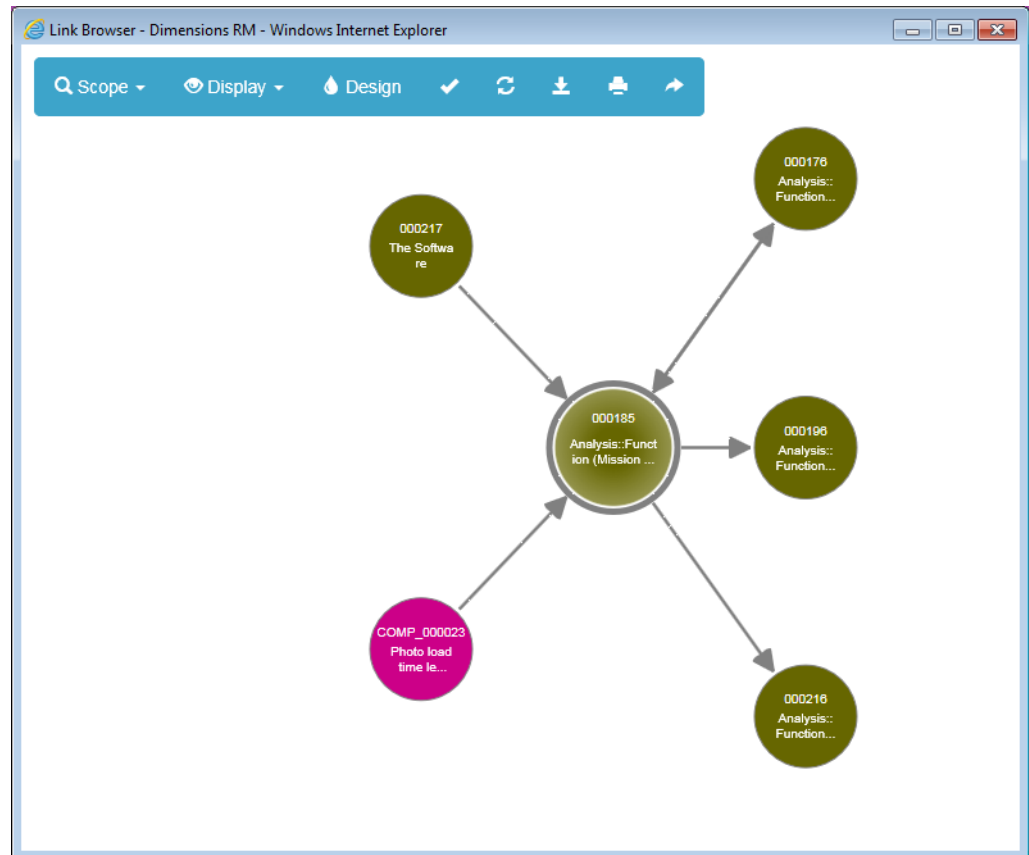 Link Browser - Dimensions RM - Windows Internet Explorer
Scope Display Design
000176
Analysis::
Function...
000217
The Softwa
re
000185
Analysis::Funct
ion (Mission ...
000196
Analysis::
Function...
COMP_000023
Photo load
time le...
000216
Analysis::
Function...